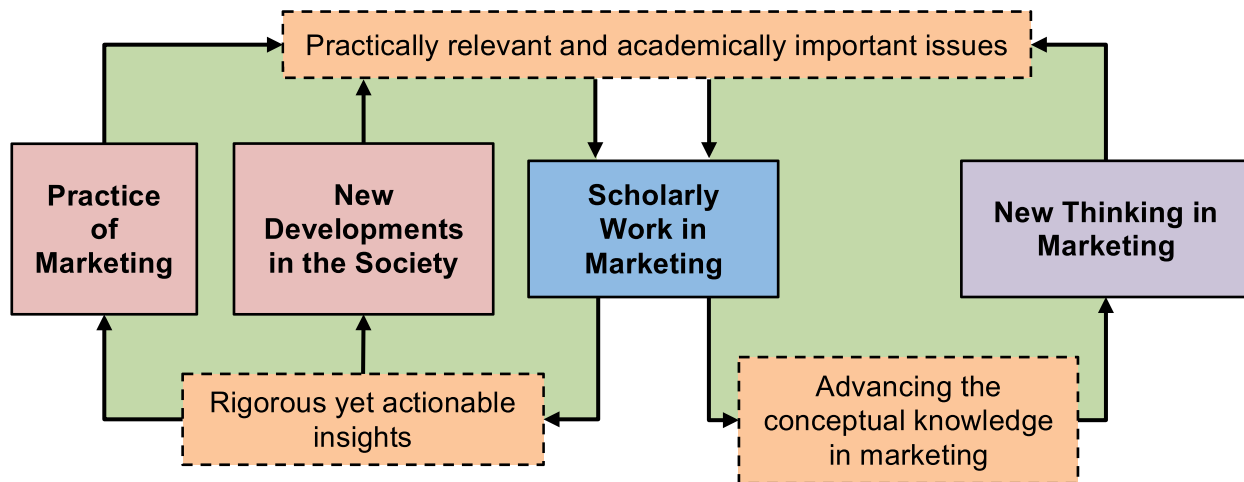 Practically relevant and academically important issues
Practice
of
Marketing
New
Developments
in the Society
Scholarly
Work in
Marketing
New Thinking in
Marketing
Rigorous yet actionable
insights
Advancing the
conceptual knowledge
in marketing